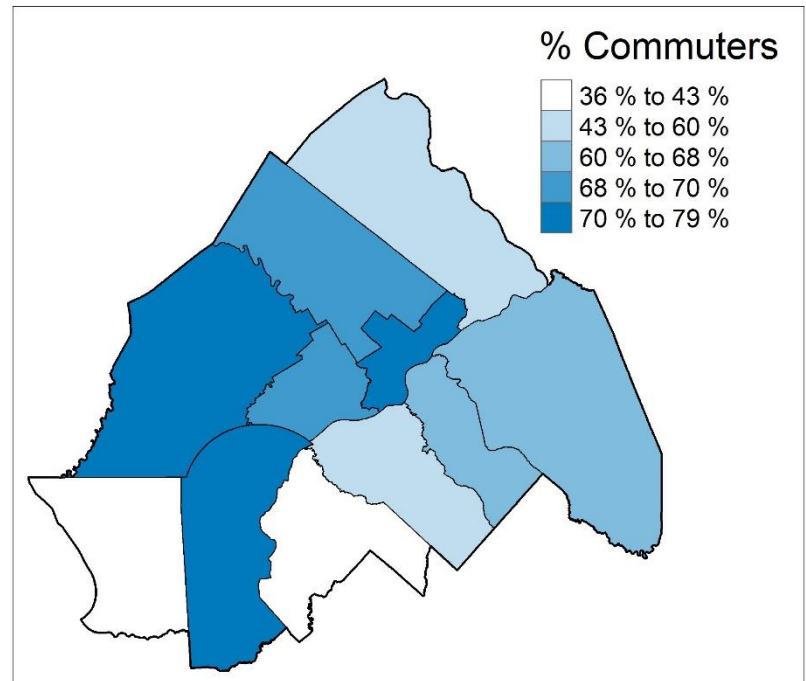 % Commuters
36 % to 43 %
43 % to 60 %
60 % to 68 %
68 % to 70 %
70 % to 79 %